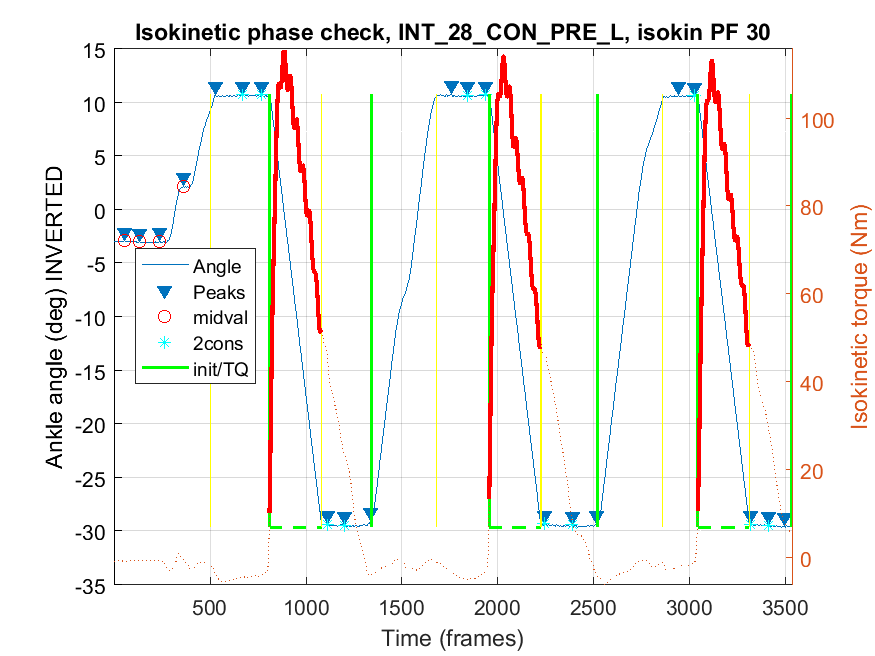 Isokinetic phase check, INT_28_CON_PRE_L, isokin PF 30
Ankle angle (deg) INVERTED
15
10
5
0
-5
-10
-15
-20
-25
-30
-35
Angle
Peaks
midval
2cons
init/TQ
100
80
60
40
20
0
Isokinetic torque (Nm)
500
1000
1500
2000
2500
3000
3500
Time (frames)